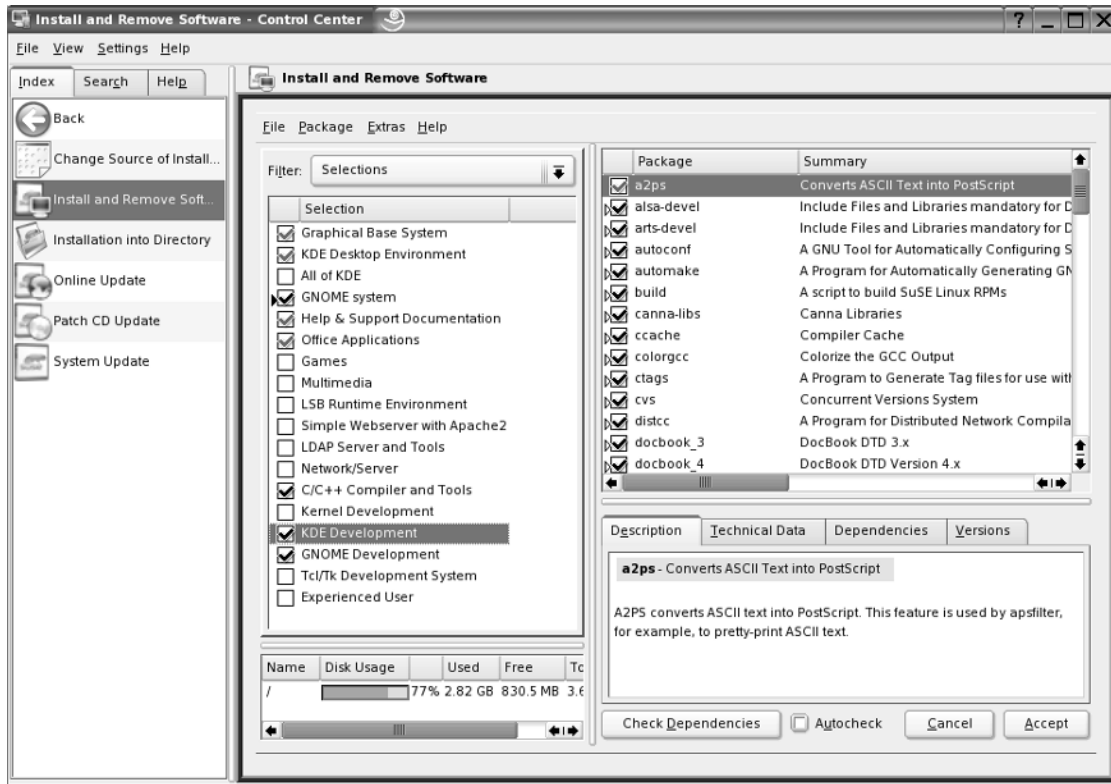 Install and Remove Software - Control Center
File View Settings Help
Index Search Help
Back
Change Source of Install...
Install and Remove Soft...
Installation into Directory
Online Update
Patch CD Update
System Update
Install and Remove Software
File Package Extras Help
Filter: Selections
Selection
Graphical Base System
KDE Desktop Environment
All of KDE
GNOME system
Help & Support Documentation
Office Applications
Games
Multimedia
LSB Runtime Environment
Simple Webserver with Apache2
LDAP Server and Tools
Network/Server
C/C++ Compiler and Tools
Kernel Development
KDE Development
GNOME Development
Tcl/Tk Development System
Experienced User
Name Disk Usage Used Free To
/ 77% 2.82 GB 830.5 MB 3.6
Package Summary
a2ps Converts ASCII Text into PostScript
alsa-devel Include Files and Libraries mandatory for D
arts-devel Include Files and Libraries mandatory for D
autoconf A GNU Tool for Automatically Configuring S
automake A Program for Automatically Generating GN
build A script to build SuSE Linux RPMs
canna-libs Canna Libraries
ccache Compiler Cache
colorgcc Colorize the GCC Output
ctags A Program to Generate Tag files for use with
cvs Concurrent Versions System
distcc A Program for Distributed Network Compila
docbook_3 DocBook DTD 3.x
docbook_4 DocBook DTD Version 4.x
Description Technical Data Dependencies Versions
a2ps - Converts ASCII Text into PostScript
A2PS converts ASCII text into PostScript. This feature is used by apsfilter,
for example, to pretty-print ASCII text.
Check Dependencies Autocheck Cancel Accept